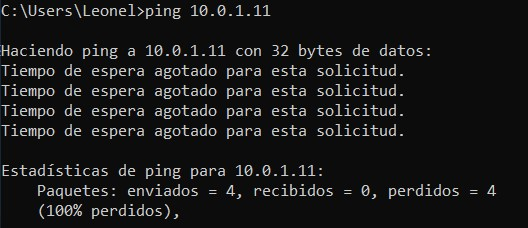 C:\Users\Leonel>ping 10.0.1.11
Haciendo ping a 10.0.1.11 con 32 bytes de datos:
Tiempo de espera agotado para esta solicitud.
Tiempo de espera agotado para esta solicitud.
Tiempo de espera agotado para esta solicitud.
Tiempo de espera agotado para esta solicitud.
Estadísticas de ping para 10.0.1.11:
    Paquetes: enviados = 4, recibidos = 0, perdidos = 4
    (100% perdidos),